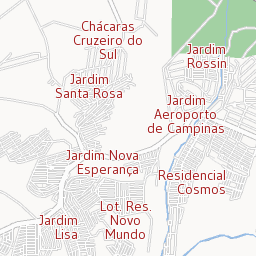 Chácaras
Cruzeiro do
Sul
Jardim
Rossin
Jardim
Santa Rosa
Jardim
Aeroporto
de Campinas
Jardim Nova
Esperança
Residencial
Cosmos
Lot. Res.
Novo
Mundo
Jardim
Lisa